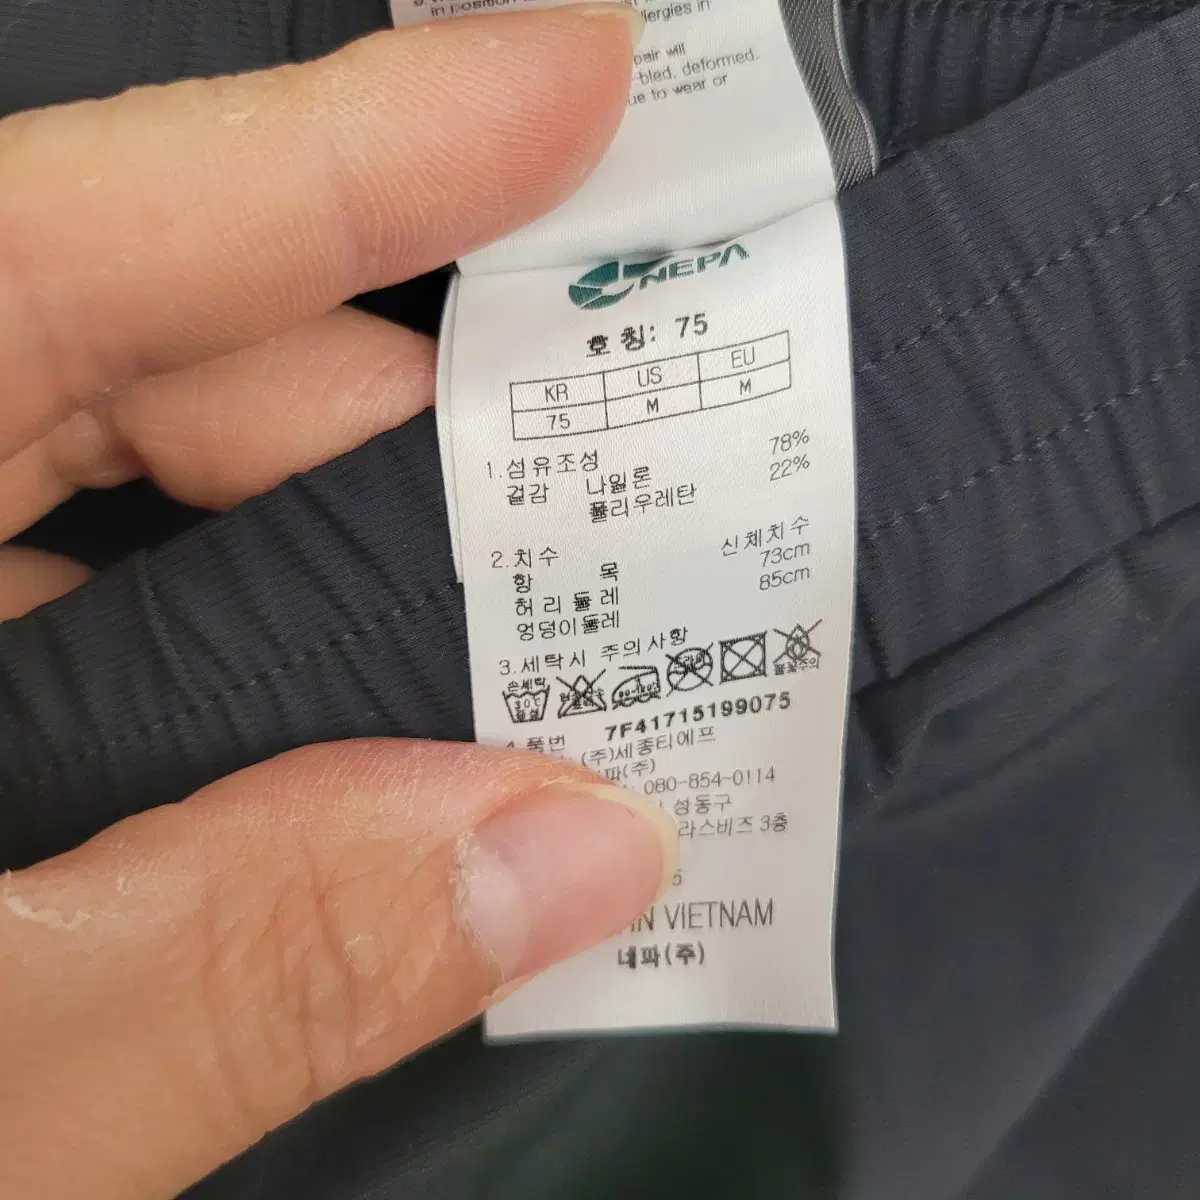 in position
llergies in
pair will
bled, deformed,
ue to wear or
NEPA
호 칭: 75
KR US EU
75 M M
1.섬유조성
겉감 나일론 78%
폴리우레탄 22%
2.치수
항 목 신체치수
허리둘레 73cm
엉덩이둘레 85cm
3.세탁시 주의사항
손세탁
30℃
7F41715199075
4.품번
(주)세종티에프
파(주)
080-854-0114
성동구
라스비즈 3층
5
IN VIETNAM
네파(주)